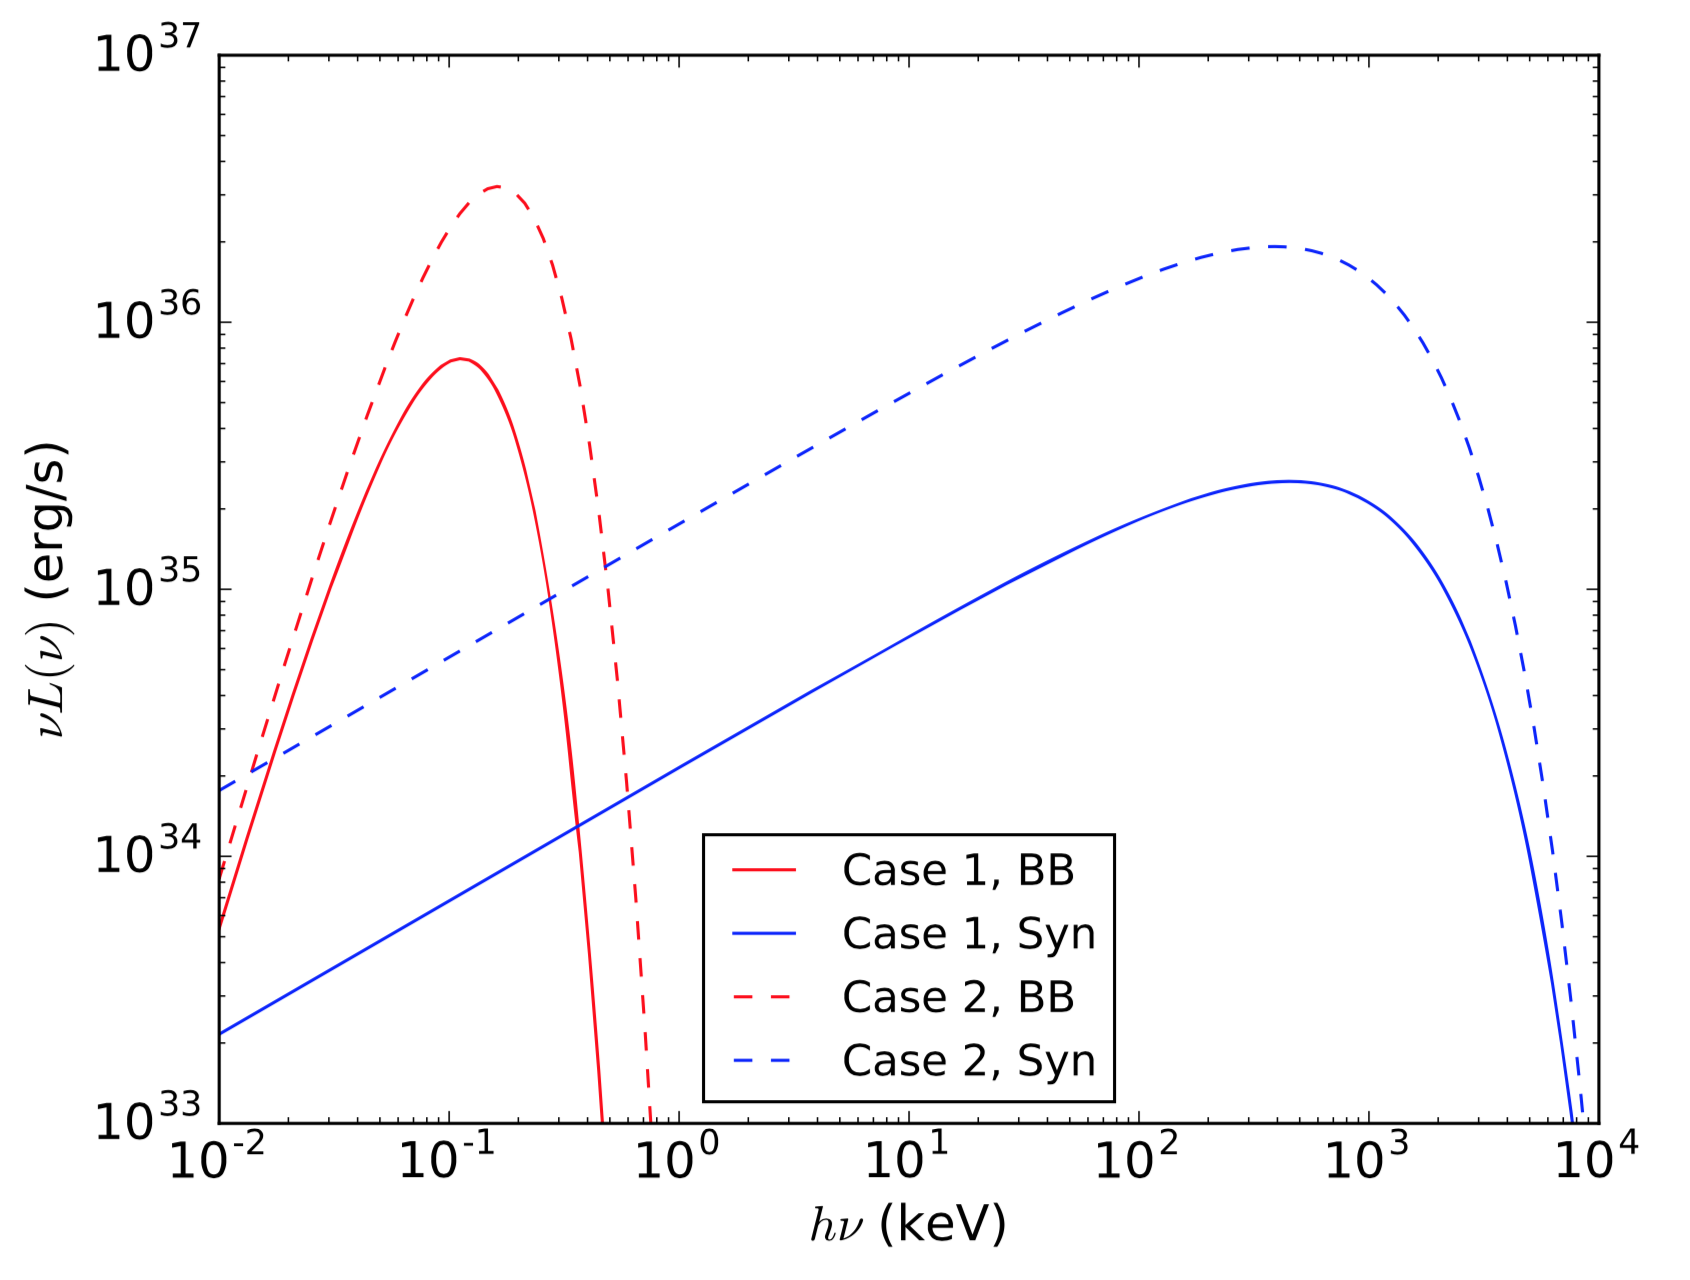 10^37
10^36
10^35
10^34
10^33
νL(ν) (erg/s)
10^-2 10^-1 10^0 10^1 10^2 10^3 10^4
hν (keV)
Case 1, BB
Case 1, Syn
Case 2, BB
Case 2, Syn